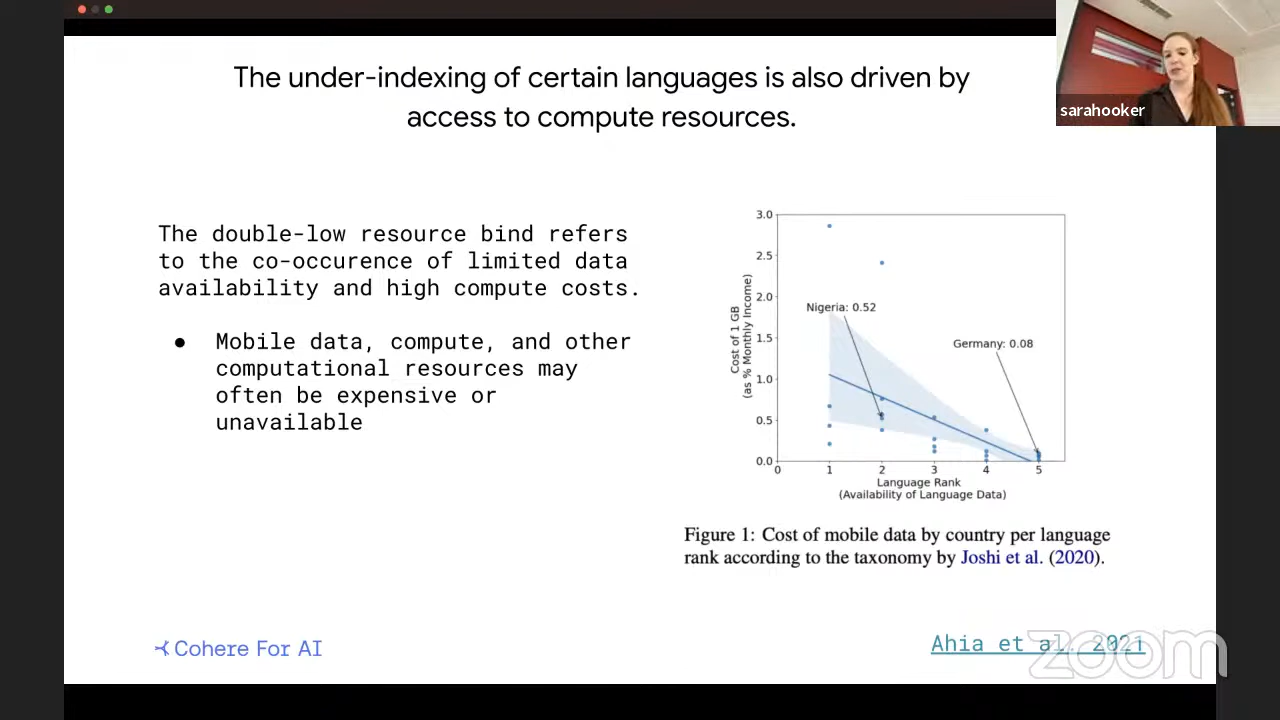 The under-indexing of certain languages is also driven by
access to compute resources.
sarahooker
The double-low resource bind refers
to the co-occurence of limited data
availability and high compute costs.
● Mobile data, compute, and other
computational resources may
often be expensive or
unavailable
3.0
2.5
2.0
1.5
1.0
0.5
0.0
Cost of 1 GB
(as % Monthly Income)
Nigeria: 0.52
Germany: 0.08
0 1 2 3 4 5
Language Rank
(Availability of Language Data)
Figure 1: Cost of mobile data by country per language
rank according to the taxonomy by Joshi et al. (2020).
Cohere For AI
Ahia et al. 2021
zoom